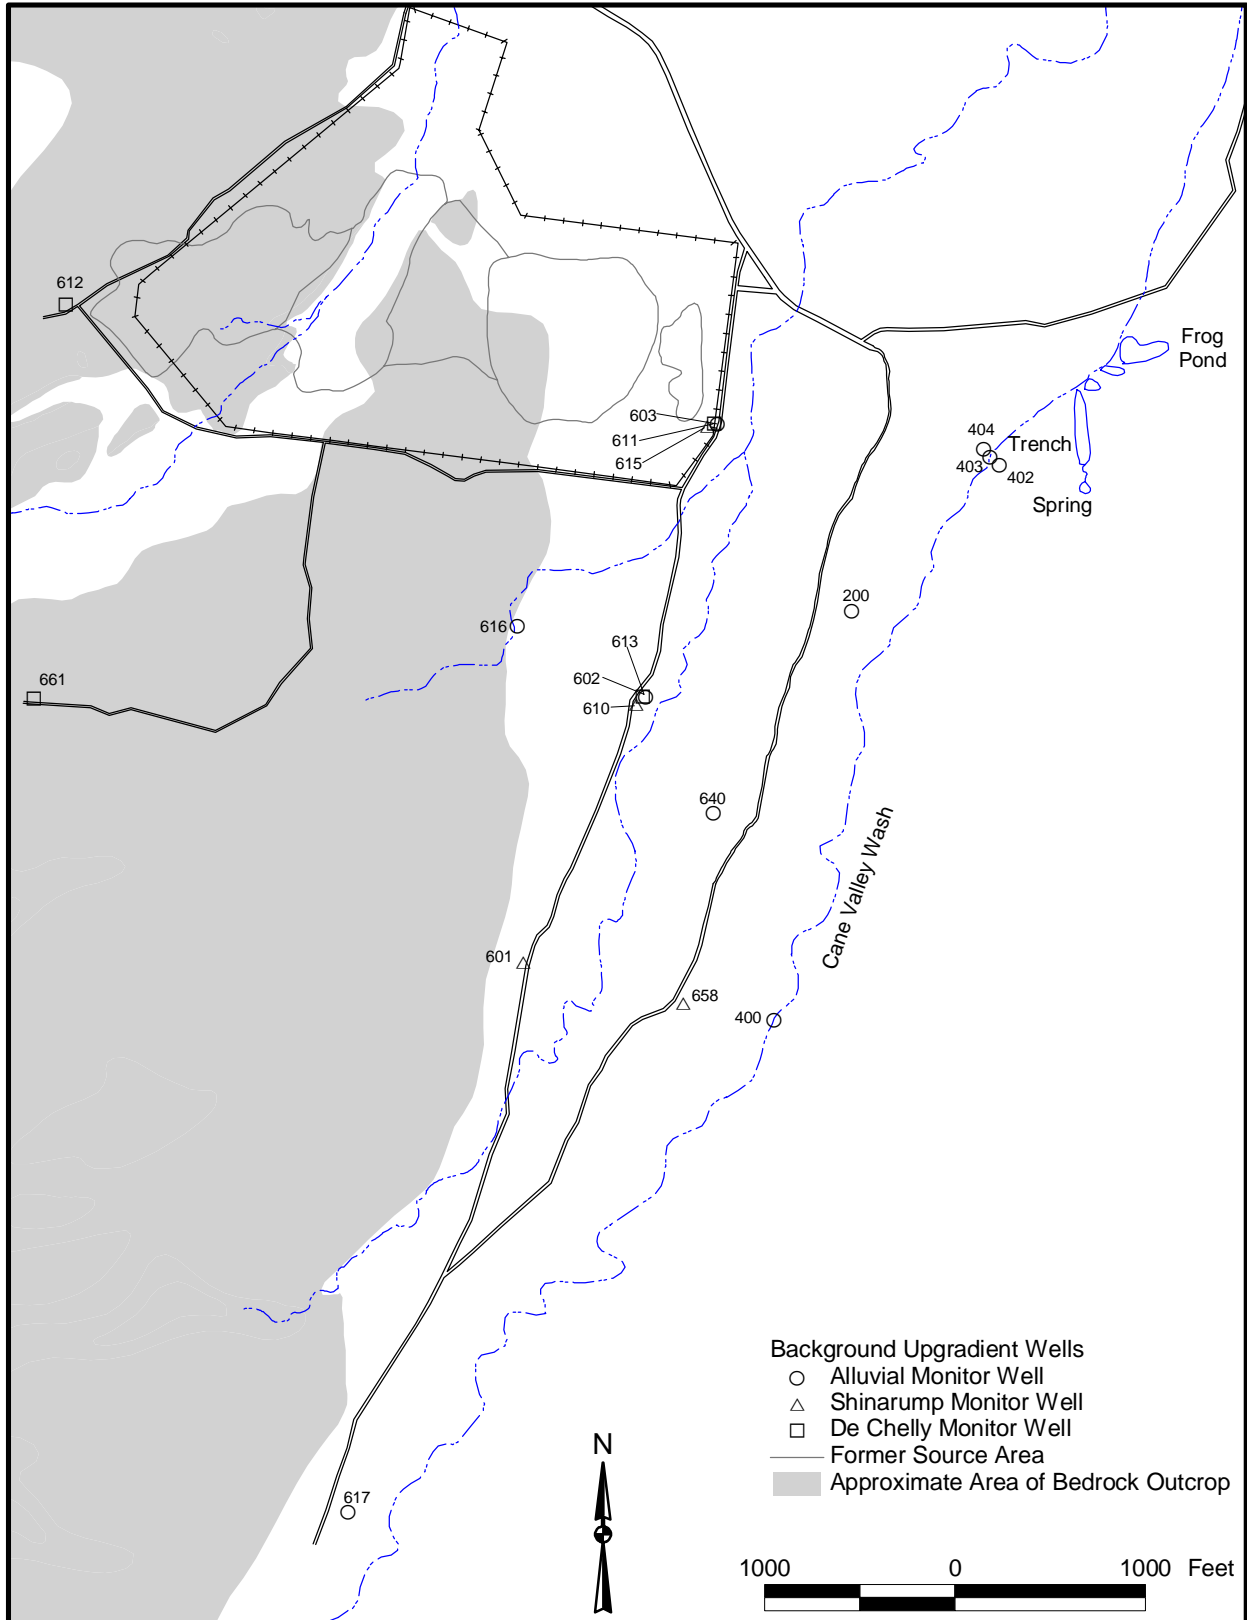 612
Frog
Pond
603
611
615
404
Trench
403
402
Spring
200
616
613
661
602
610
640
Cane Valley Wash
601
658
400
Background Upgradient Wells
Alluvial Monitor Well
Shinarump Monitor Well
De Chelly Monitor Well
Former Source Area
Approximate Area of Bedrock Outcrop
N
617
1000 0 1000 Feet